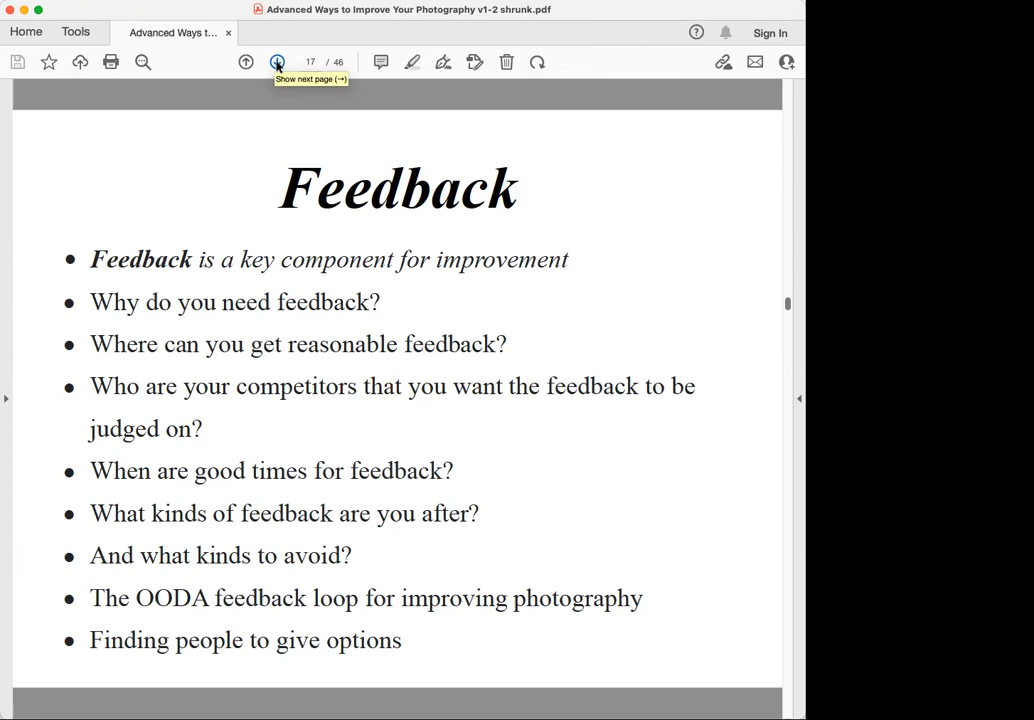 Advanced Ways to Improve Your Photography v1-2 shrunk.pdf
Home Tools Advanced Ways t... × Sign In
17 / 46
Show next page (→)
Feedback
• Feedback is a key component for improvement
• Why do you need feedback?
• Where can you get reasonable feedback?
• Who are your competitors that you want the feedback to be
judged on?
• When are good times for feedback?
• What kinds of feedback are you after?
• And what kinds to avoid?
• The OODA feedback loop for improving photography
• Finding people to give options